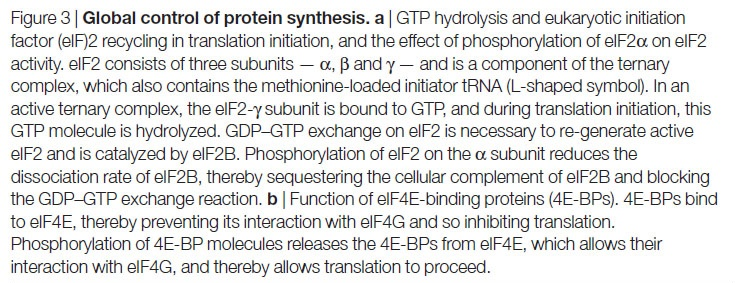 Figure 3 | Global control of protein synthesis. a | GTP hydrolysis and eukaryotic initiation
factor (eIF)2 recycling in translation initiation, and the effect of phosphorylation of eIF2α on eIF2
activity. eIF2 consists of three subunits — α, β and γ — and is a component of the ternary
complex, which also contains the methionine-loaded initiator tRNA (L-shaped symbol). In an
active ternary complex, the eIF2-γ subunit is bound to GTP, and during translation initiation, this
GTP molecule is hydrolyzed. GDP–GTP exchange on eIF2 is necessary to re-generate active
eIF2 and is catalyzed by eIF2B. Phosphorylation of eIF2 on the α subunit reduces the
dissociation rate of eIF2B, thereby sequestering the cellular complement of eIF2B and blocking
the GDP–GTP exchange reaction. b | Function of eIF4E-binding proteins (4E-BPs). 4E-BPs bind
to eIF4E, thereby preventing its interaction with eIF4G and so inhibiting translation.
Phosphorylation of 4E-BP molecules releases the 4E-BPs from eIF4E, which allows their
interaction with eIF4G, and thereby allows translation to proceed.